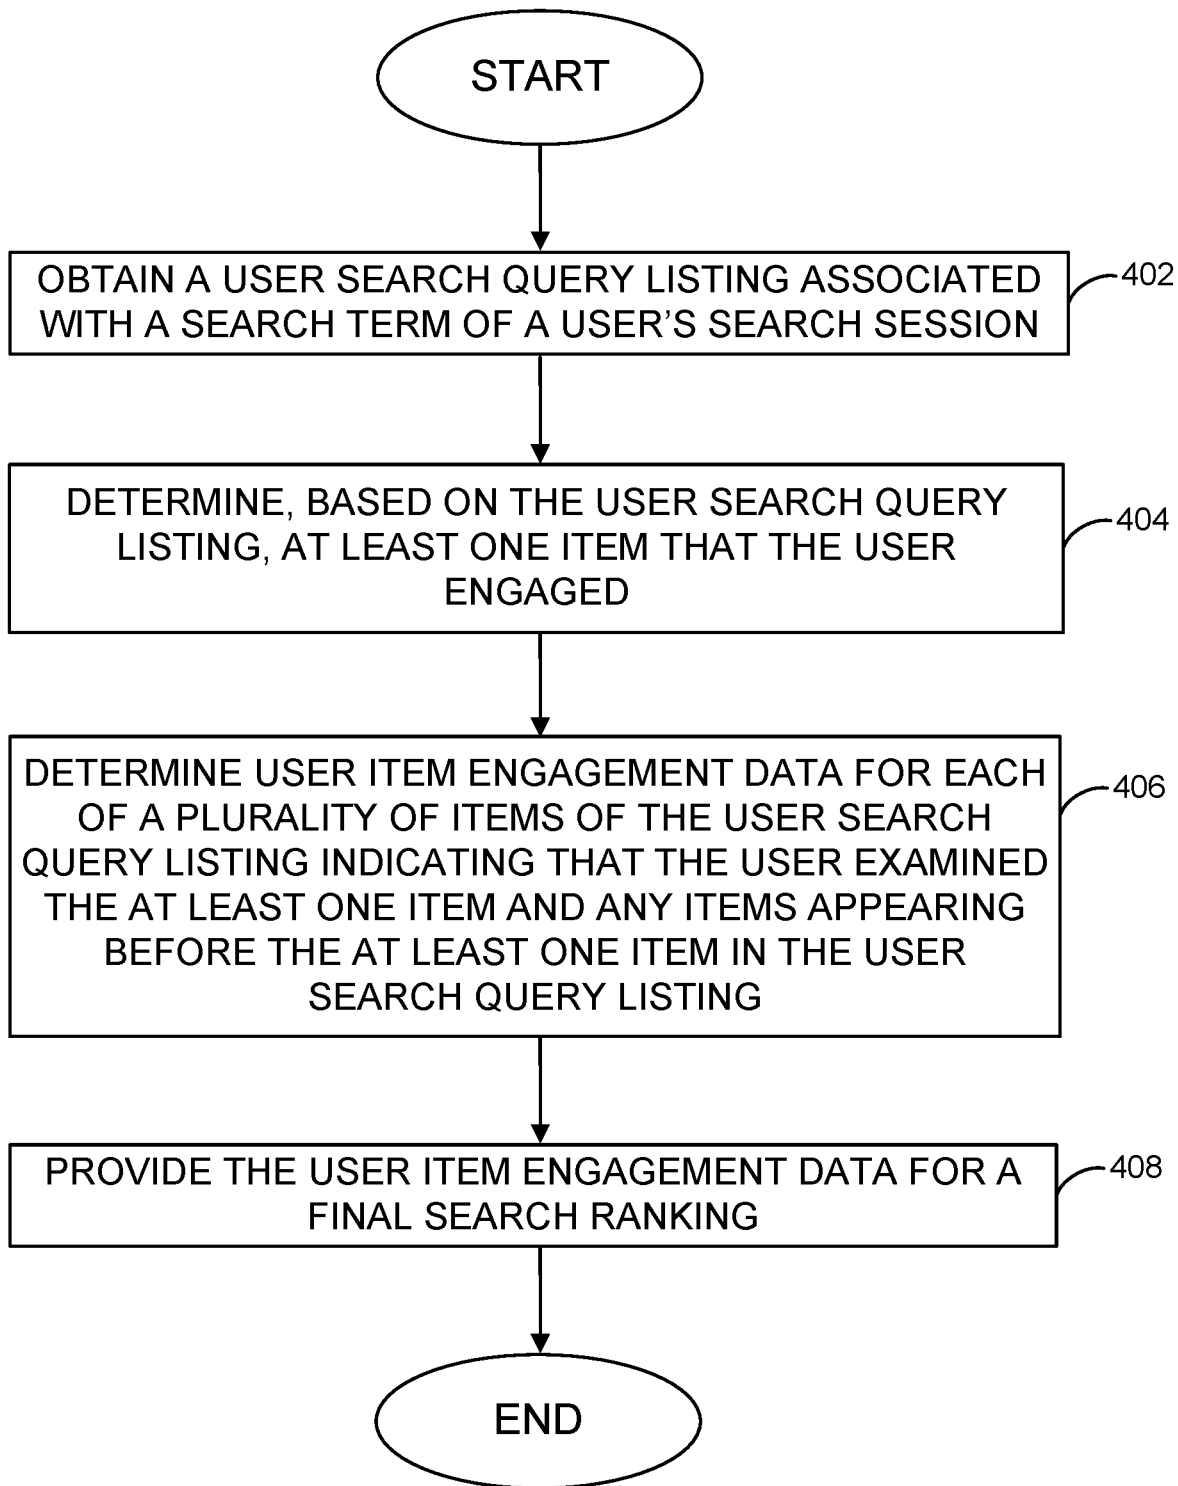 START
OBTAIN A USER SEARCH QUERY LISTING ASSOCIATED
WITH A SEARCH TERM OF A USER'S SEARCH SESSION
402
DETERMINE, BASED ON THE USER SEARCH QUERY
LISTING, AT LEAST ONE ITEM THAT THE USER
ENGAGED
404
DETERMINE USER ITEM ENGAGEMENT DATA FOR EACH
OF A PLURALITY OF ITEMS OF THE USER SEARCH
QUERY LISTING INDICATING THAT THE USER EXAMINED
THE AT LEAST ONE ITEM AND ANY ITEMS APPEARING
BEFORE THE AT LEAST ONE ITEM IN THE USER
SEARCH QUERY LISTING
406
PROVIDE THE USER ITEM ENGAGEMENT DATA FOR A
FINAL SEARCH RANKING
408
END